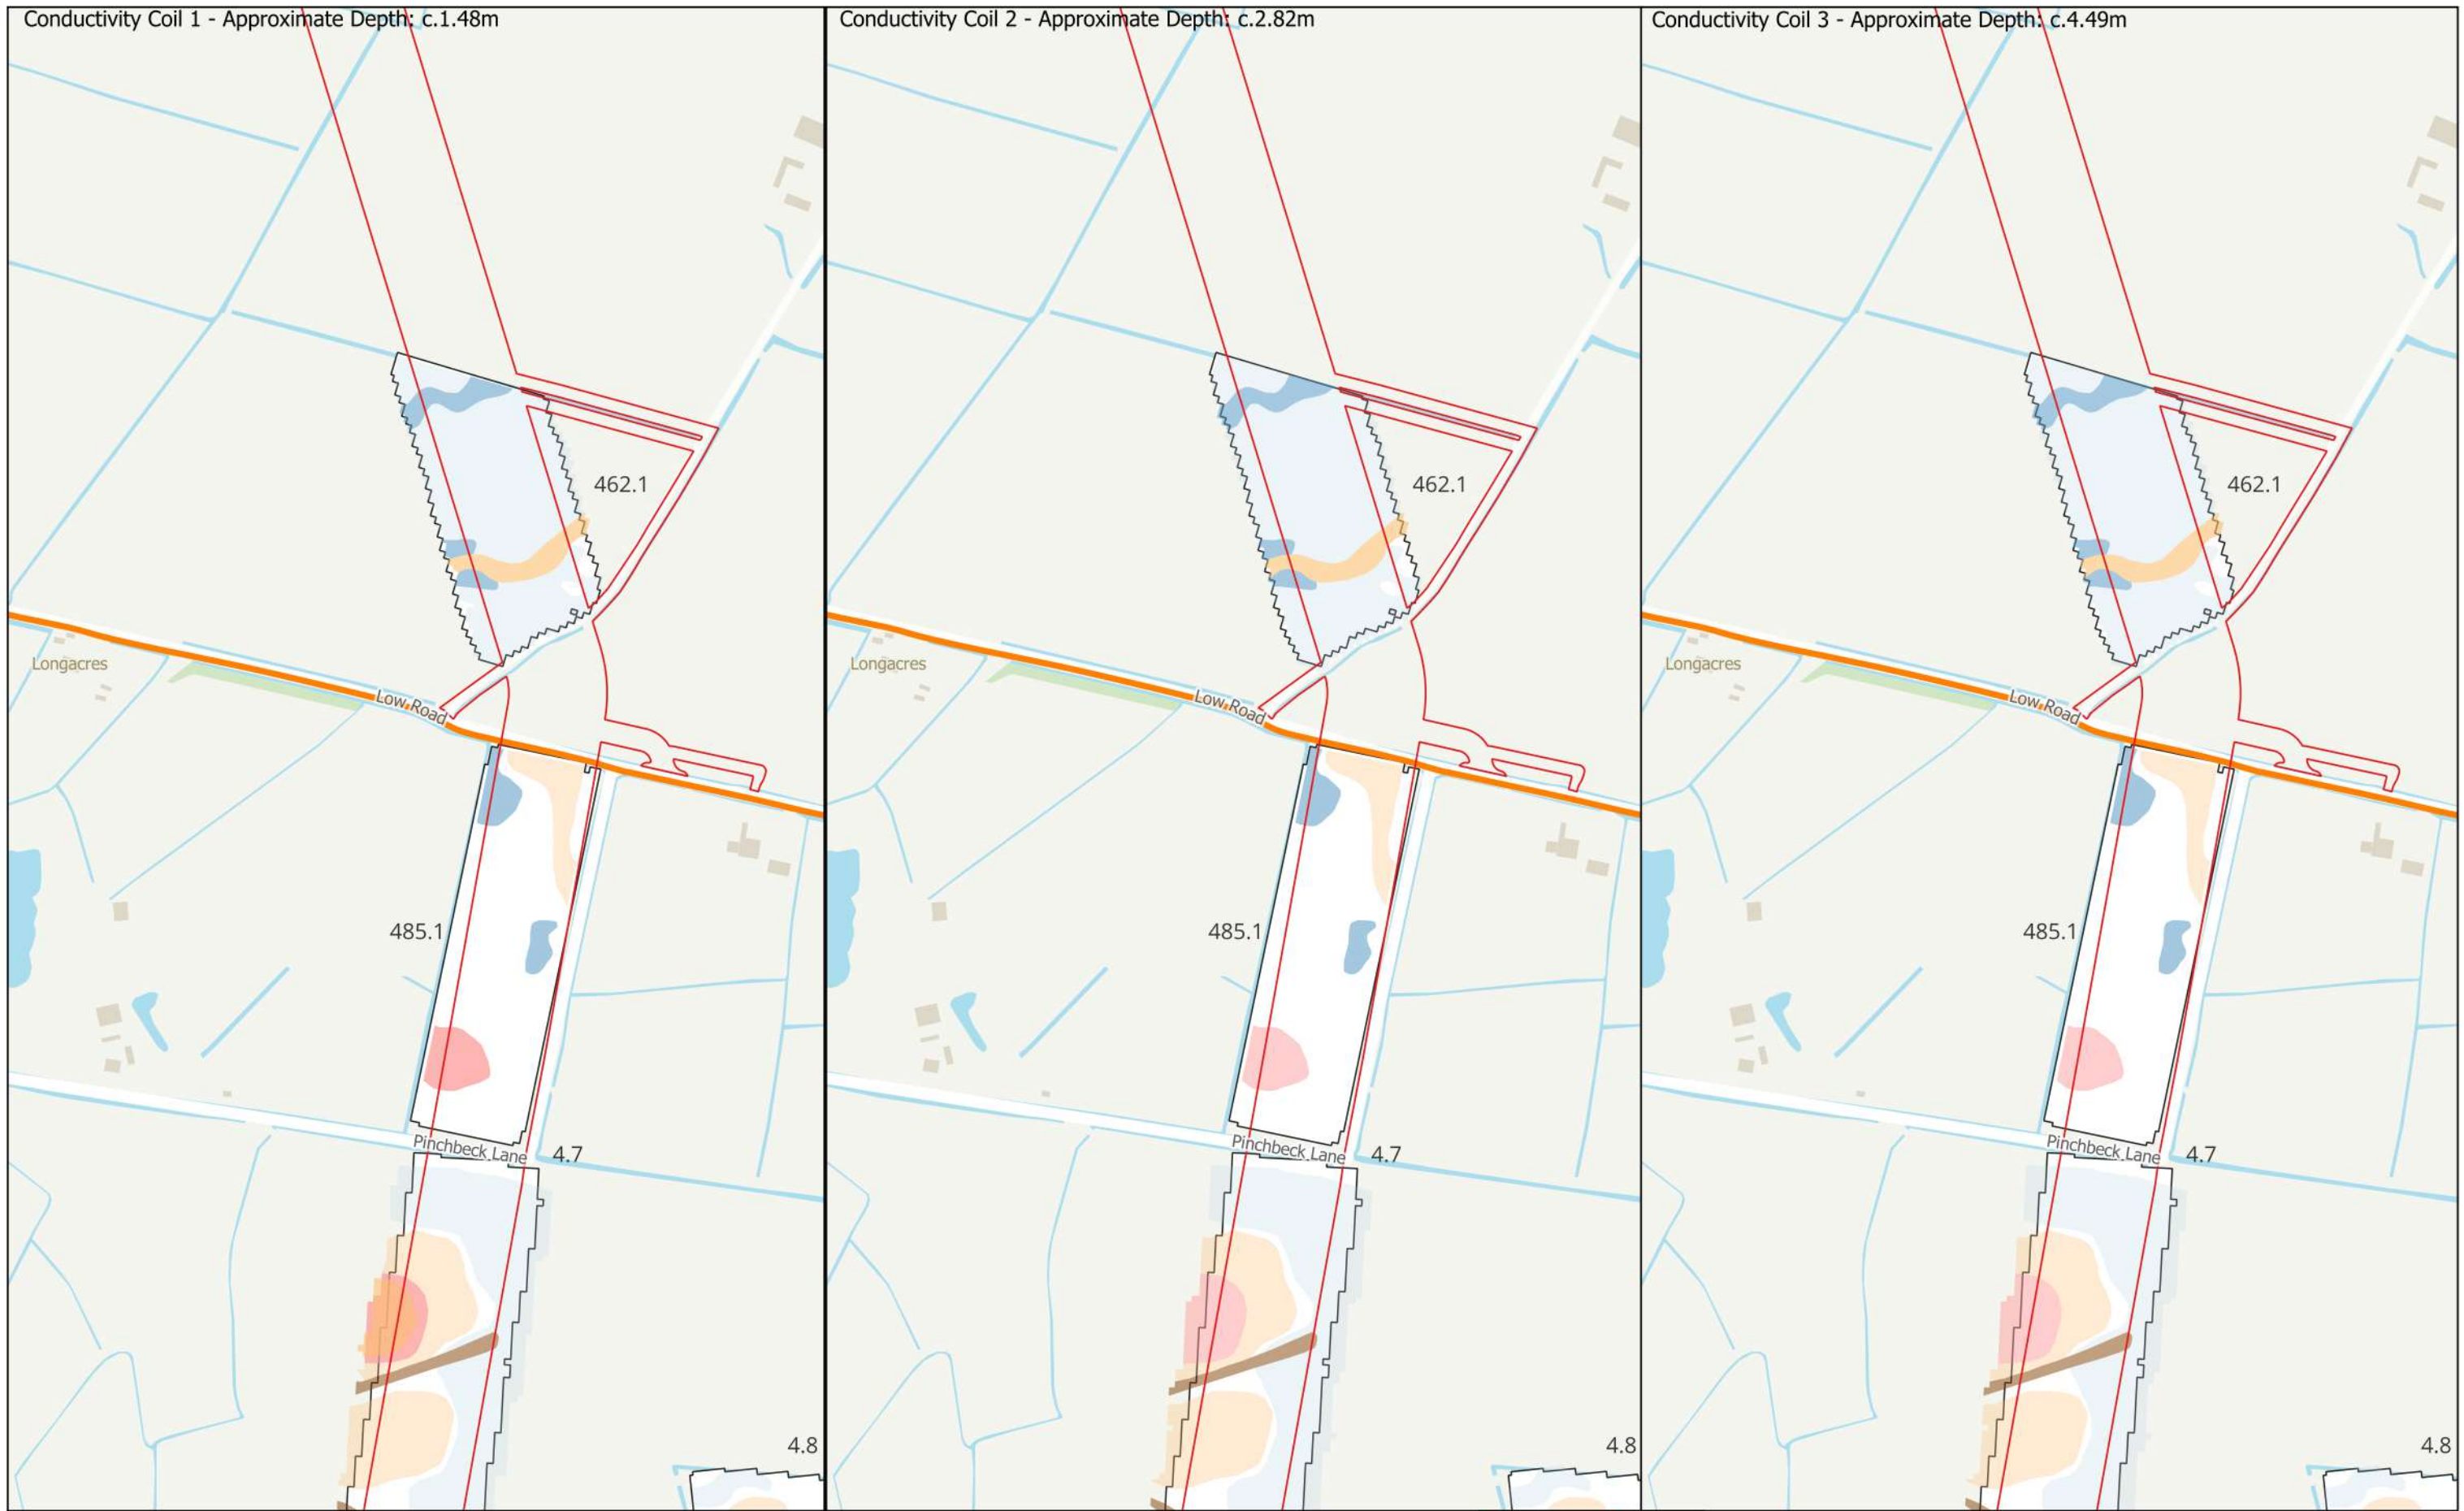 Conductivity Coil 1 - Approximate Depth: c.1.48m
462.1
Longacres
Low Road
485.1
Pinchbeck Lane
4.7
4.8
Conductivity Coil 2 - Approximate Depth: c.2.82m
462.1
Longacres
Low Road
485.1
Pinchbeck Lane
4.7
4.8
Conductivity Coil 3 - Approximate Depth: c.4.49m
462.1
Longacres
Low Road
485.1
Pinchbeck Lane
4.7
4.8